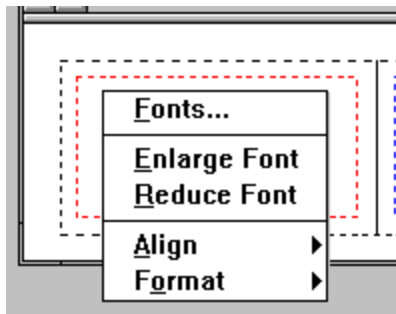 Fonts...
Enlarge Font
Reduce Font
Align
Format